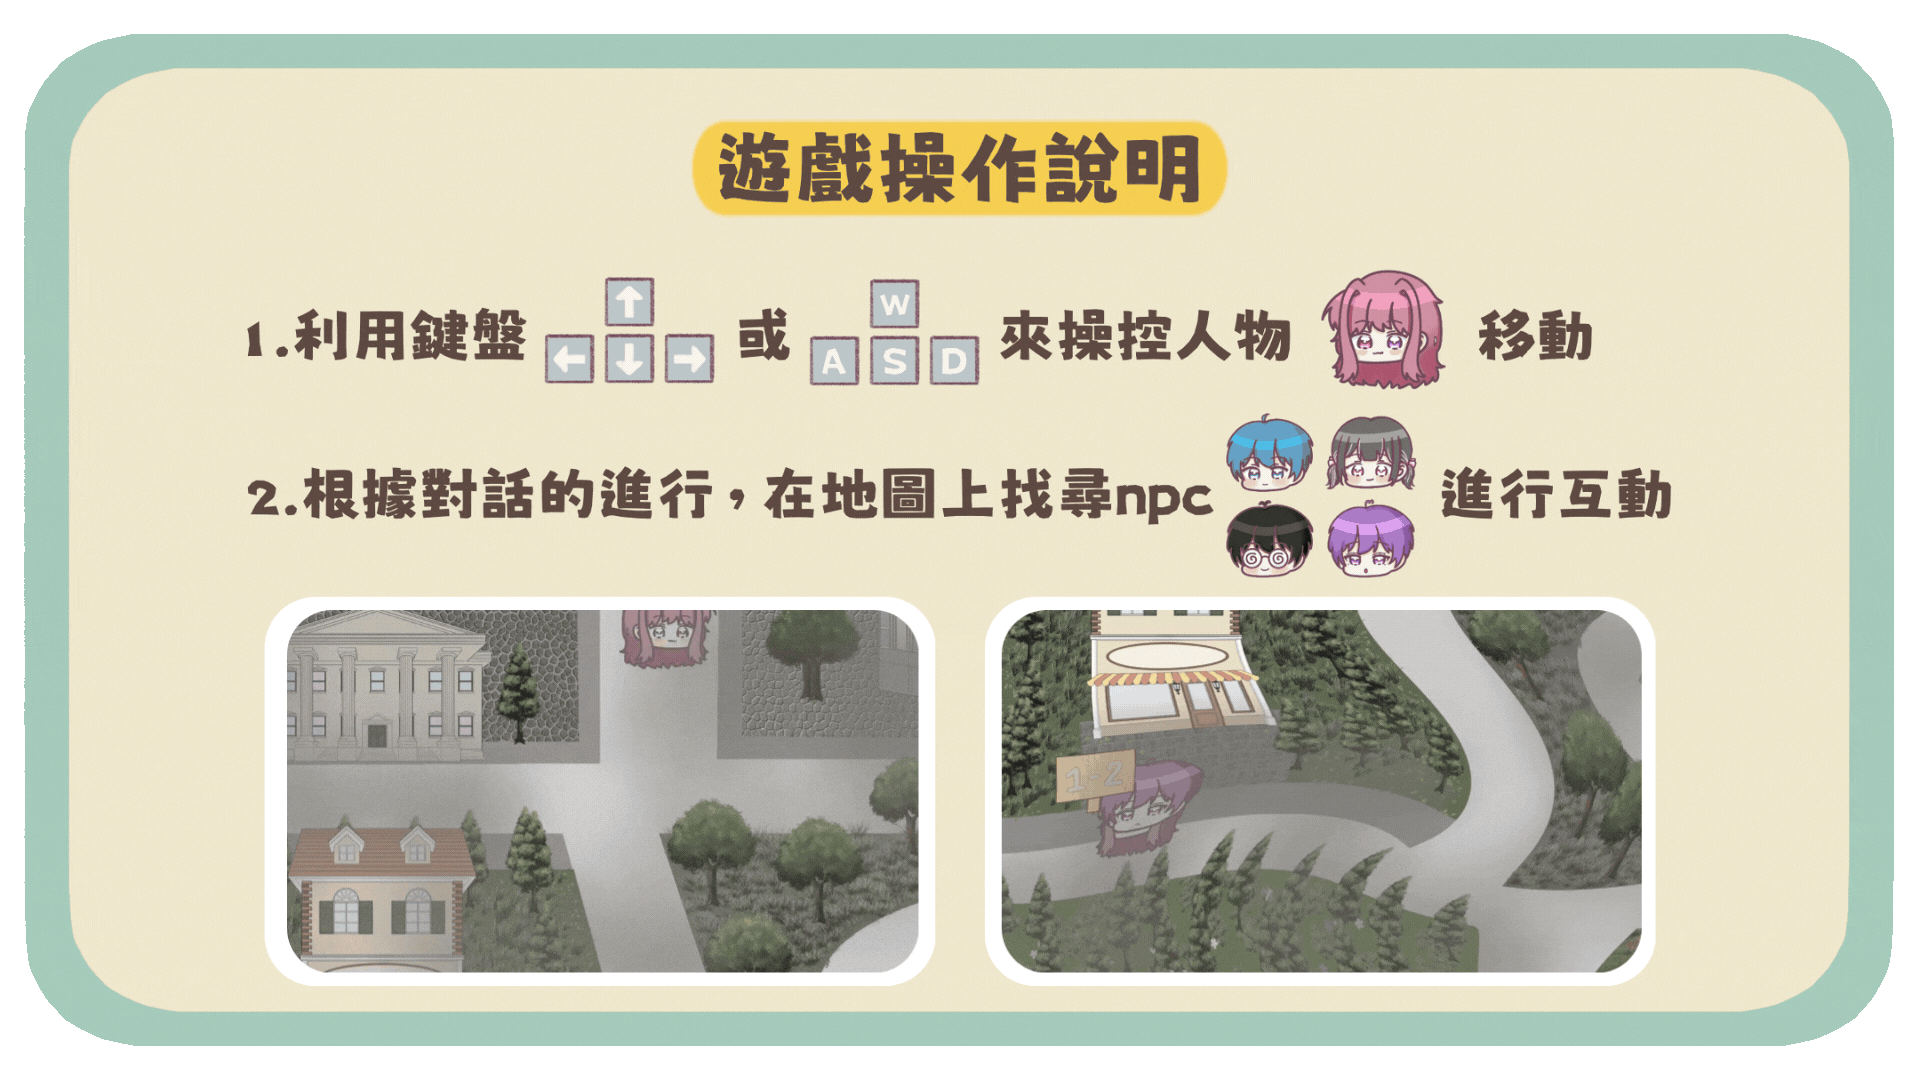 遊戲操作說明
1.利用鍵盤 ↑ ← ↓ → 或 W A S D 來操控人物 移動
2.根據對話的進行，在地圖上找尋npc 進行互動
1-2